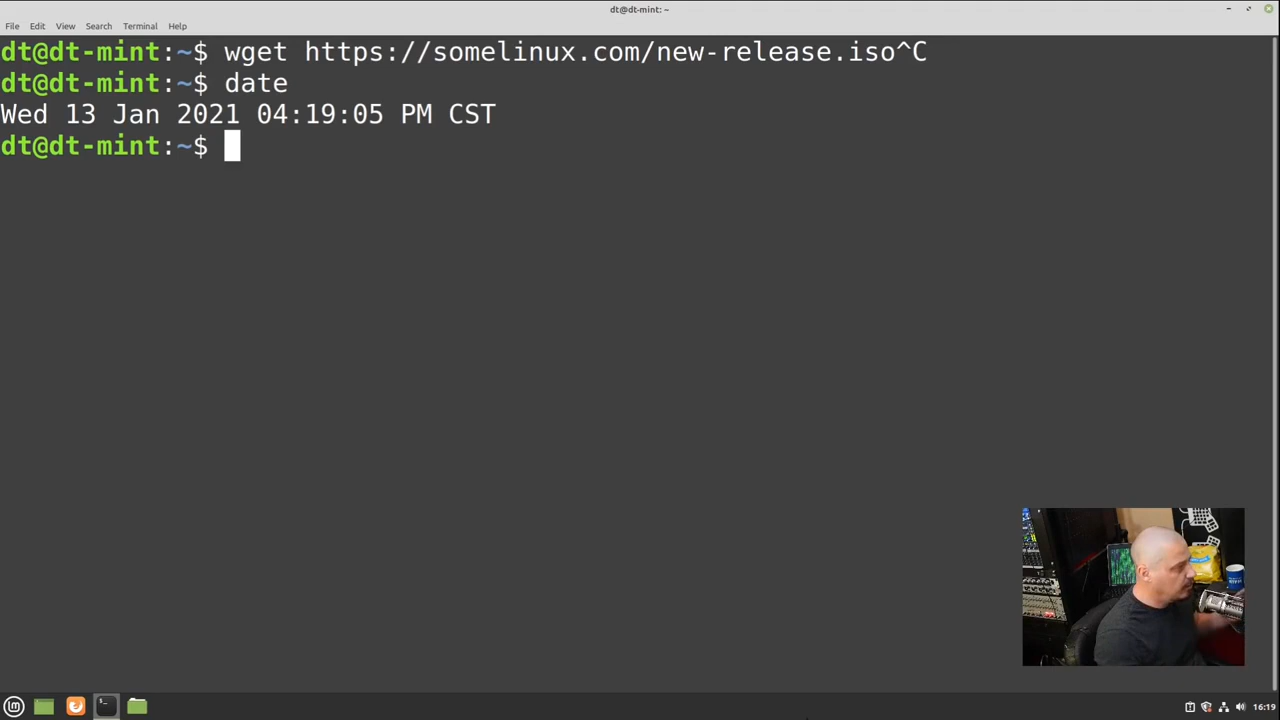 dt@dt-mint: ~
File Edit View Search Terminal Help
dt@dt-mint:~$ wget https://somelinux.com/new-release.iso^C
dt@dt-mint:~$ date
Wed 13 Jan 2021 04:19:05 PM CST
dt@dt-mint:~$
16:19